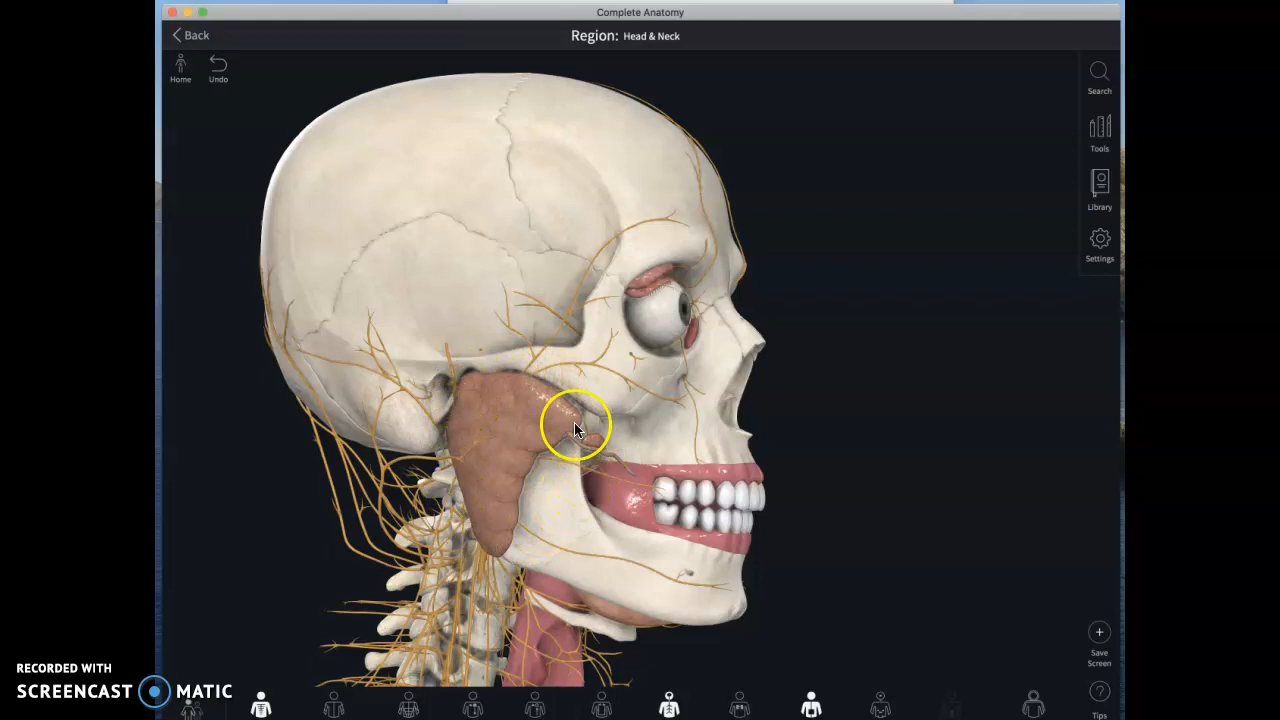 Complete Anatomy
Back
Region: Head & Neck
Home
Undo
Search
Tools
Library
Settings
Save
Screen
Tips
RECORDED WITH
SCREENCAST MATIC